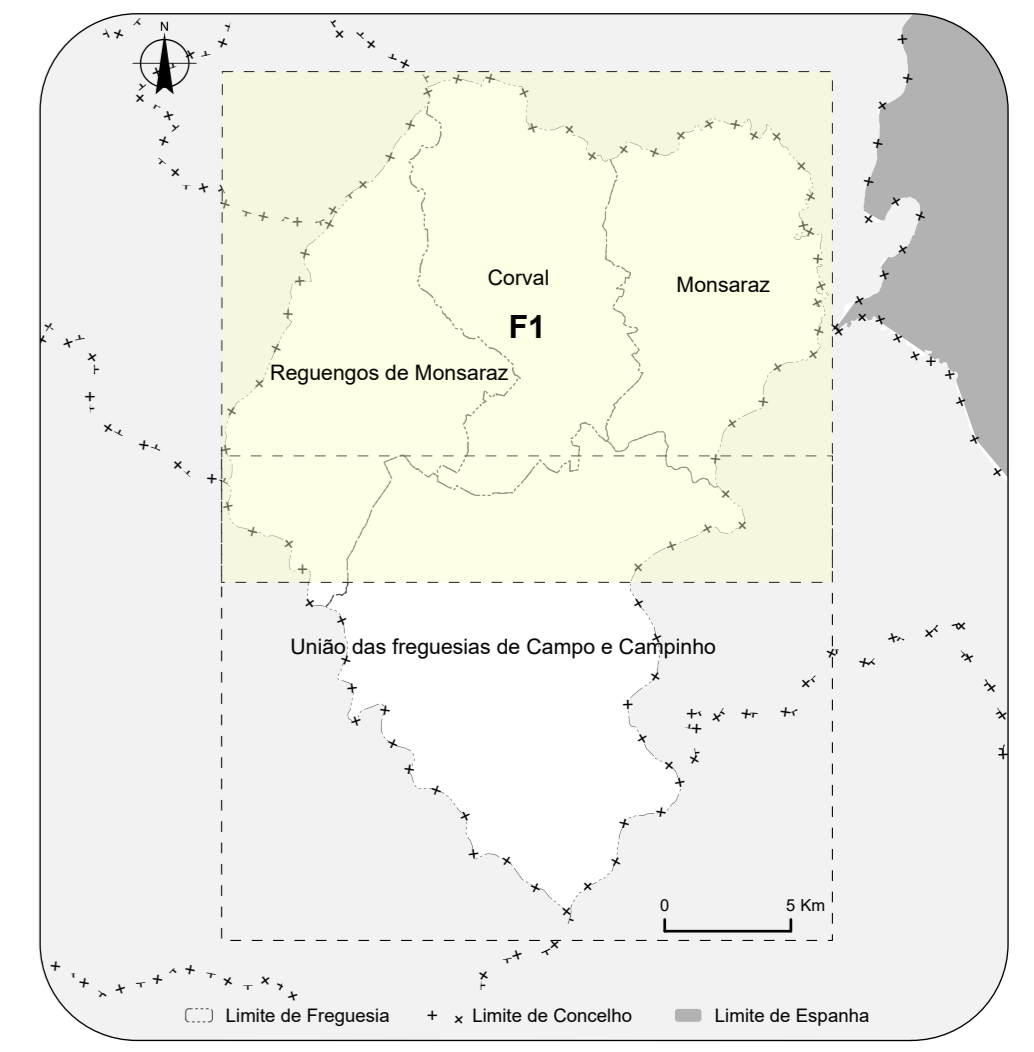 N
Corval
Monsaraz
F1
Reguengos de Monsaraz
União das freguesias de Campo e Campinho
0 5 Km
Limite de Freguesia Limite de Concelho Limite de Espanha